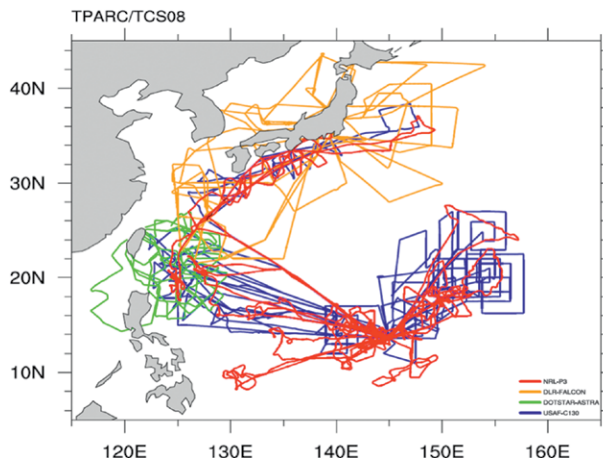 TPARC/TCS08
40N
30N
20N
10N
120E 130E 140E 150E 160E
NRL-P3
DLR-FALCON
DOTSTAR-ASTRA
USAF-C130